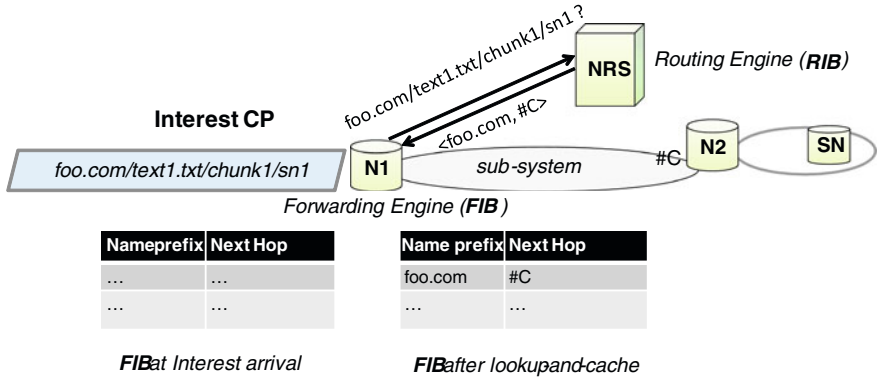 foo.com/text1.txt/chunk1/sn1 ?
NRS
Routing Engine (RIB)
<foo.com, #C>
Interest CP
foo.com/text1.txt/chunk1/sn1
N1
sub-system
#C
N2
SN
Forwarding Engine (FIB )
Nameprefix Next Hop
… …
… …
Name prefix Next Hop
foo.com #C
… …
FIBat Interest arrival
FIBafter lookup-and-cache